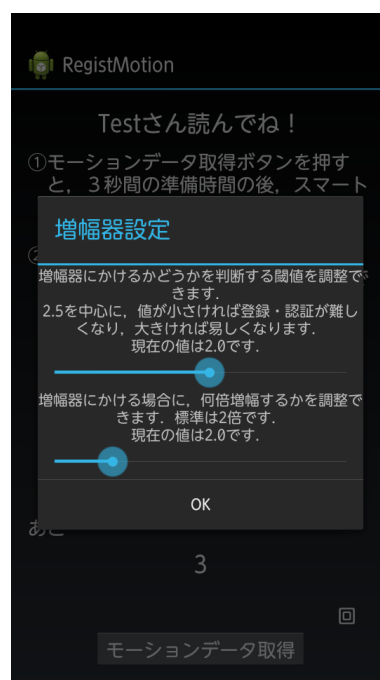 RegistMotion
Testさん読んでね！
①モーションデータ取得ボタンを押す
と，３秒間の準備時間の後，スマート
増幅器設定
増幅器にかけるかどうかを判断する閾値を調整で
きます．
2.5を中心に，値が小さければ登録・認証が難し
くなり，大きければ易しくなります．
現在の値は2.0です．
増幅器にかける場合に，何倍増幅するかを調整で
きます．標準は2倍です．
現在の値は2.0です．
OK
あと
3
モーションデータ取得